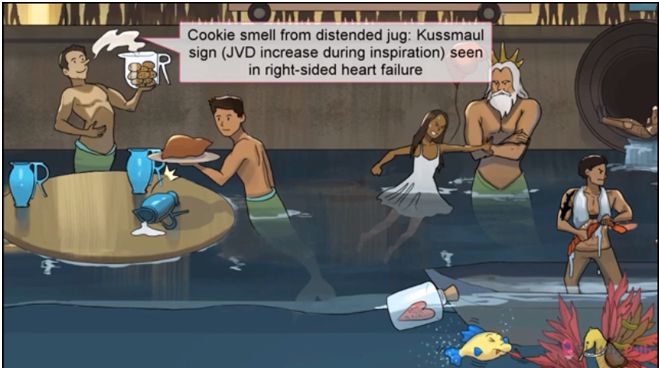 Cookie smell from distended jug: Kussmaul
sign (JVD increase during inspiration) seen
in right-sided heart failure
R